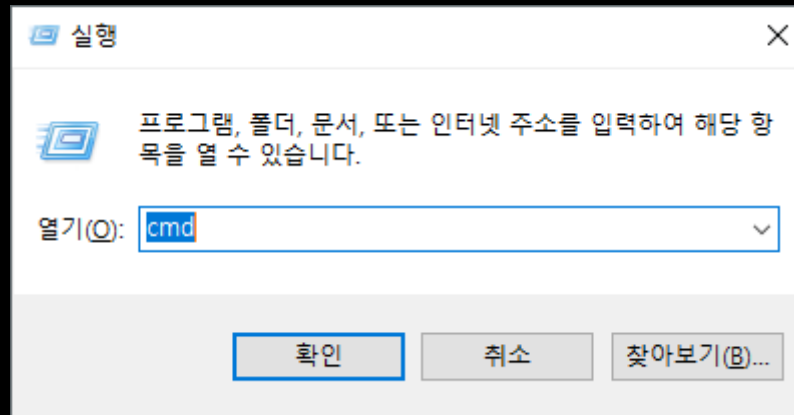 실행
프로그램, 폴더, 문서, 또는 인터넷 주소를 입력하여 해당 항
목을 열 수 있습니다.
열기(O): cmd
확인 취소 찾아보기(B)...